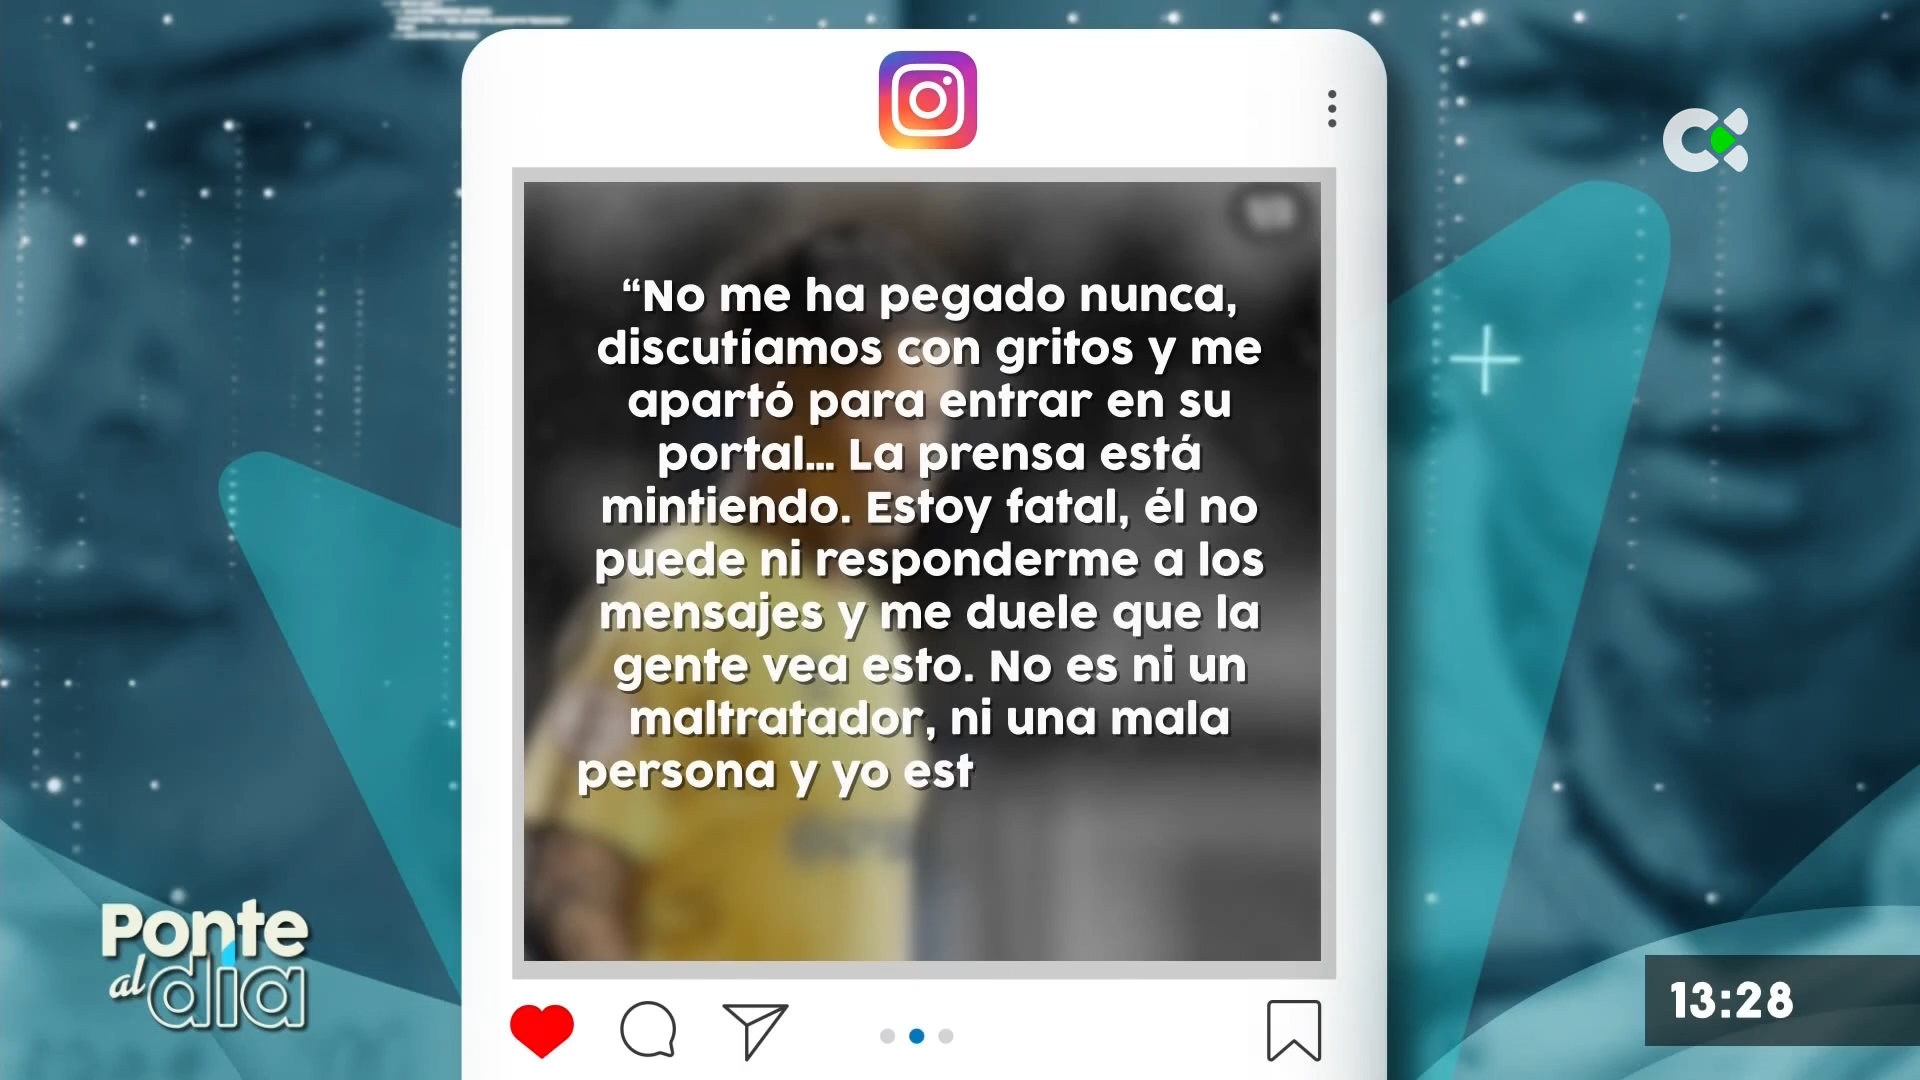 “No me ha pegado nunca,
discutíamos con gritos y me
apartó para entrar en su
portal... La prensa está
mintiendo. Estoy fatal, él no
puede ni responderme a los
mensajes y me duele que la
gente vea esto. No es ni un
maltratador, ni una mala
persona y yo est
Ponte
al día
13:28